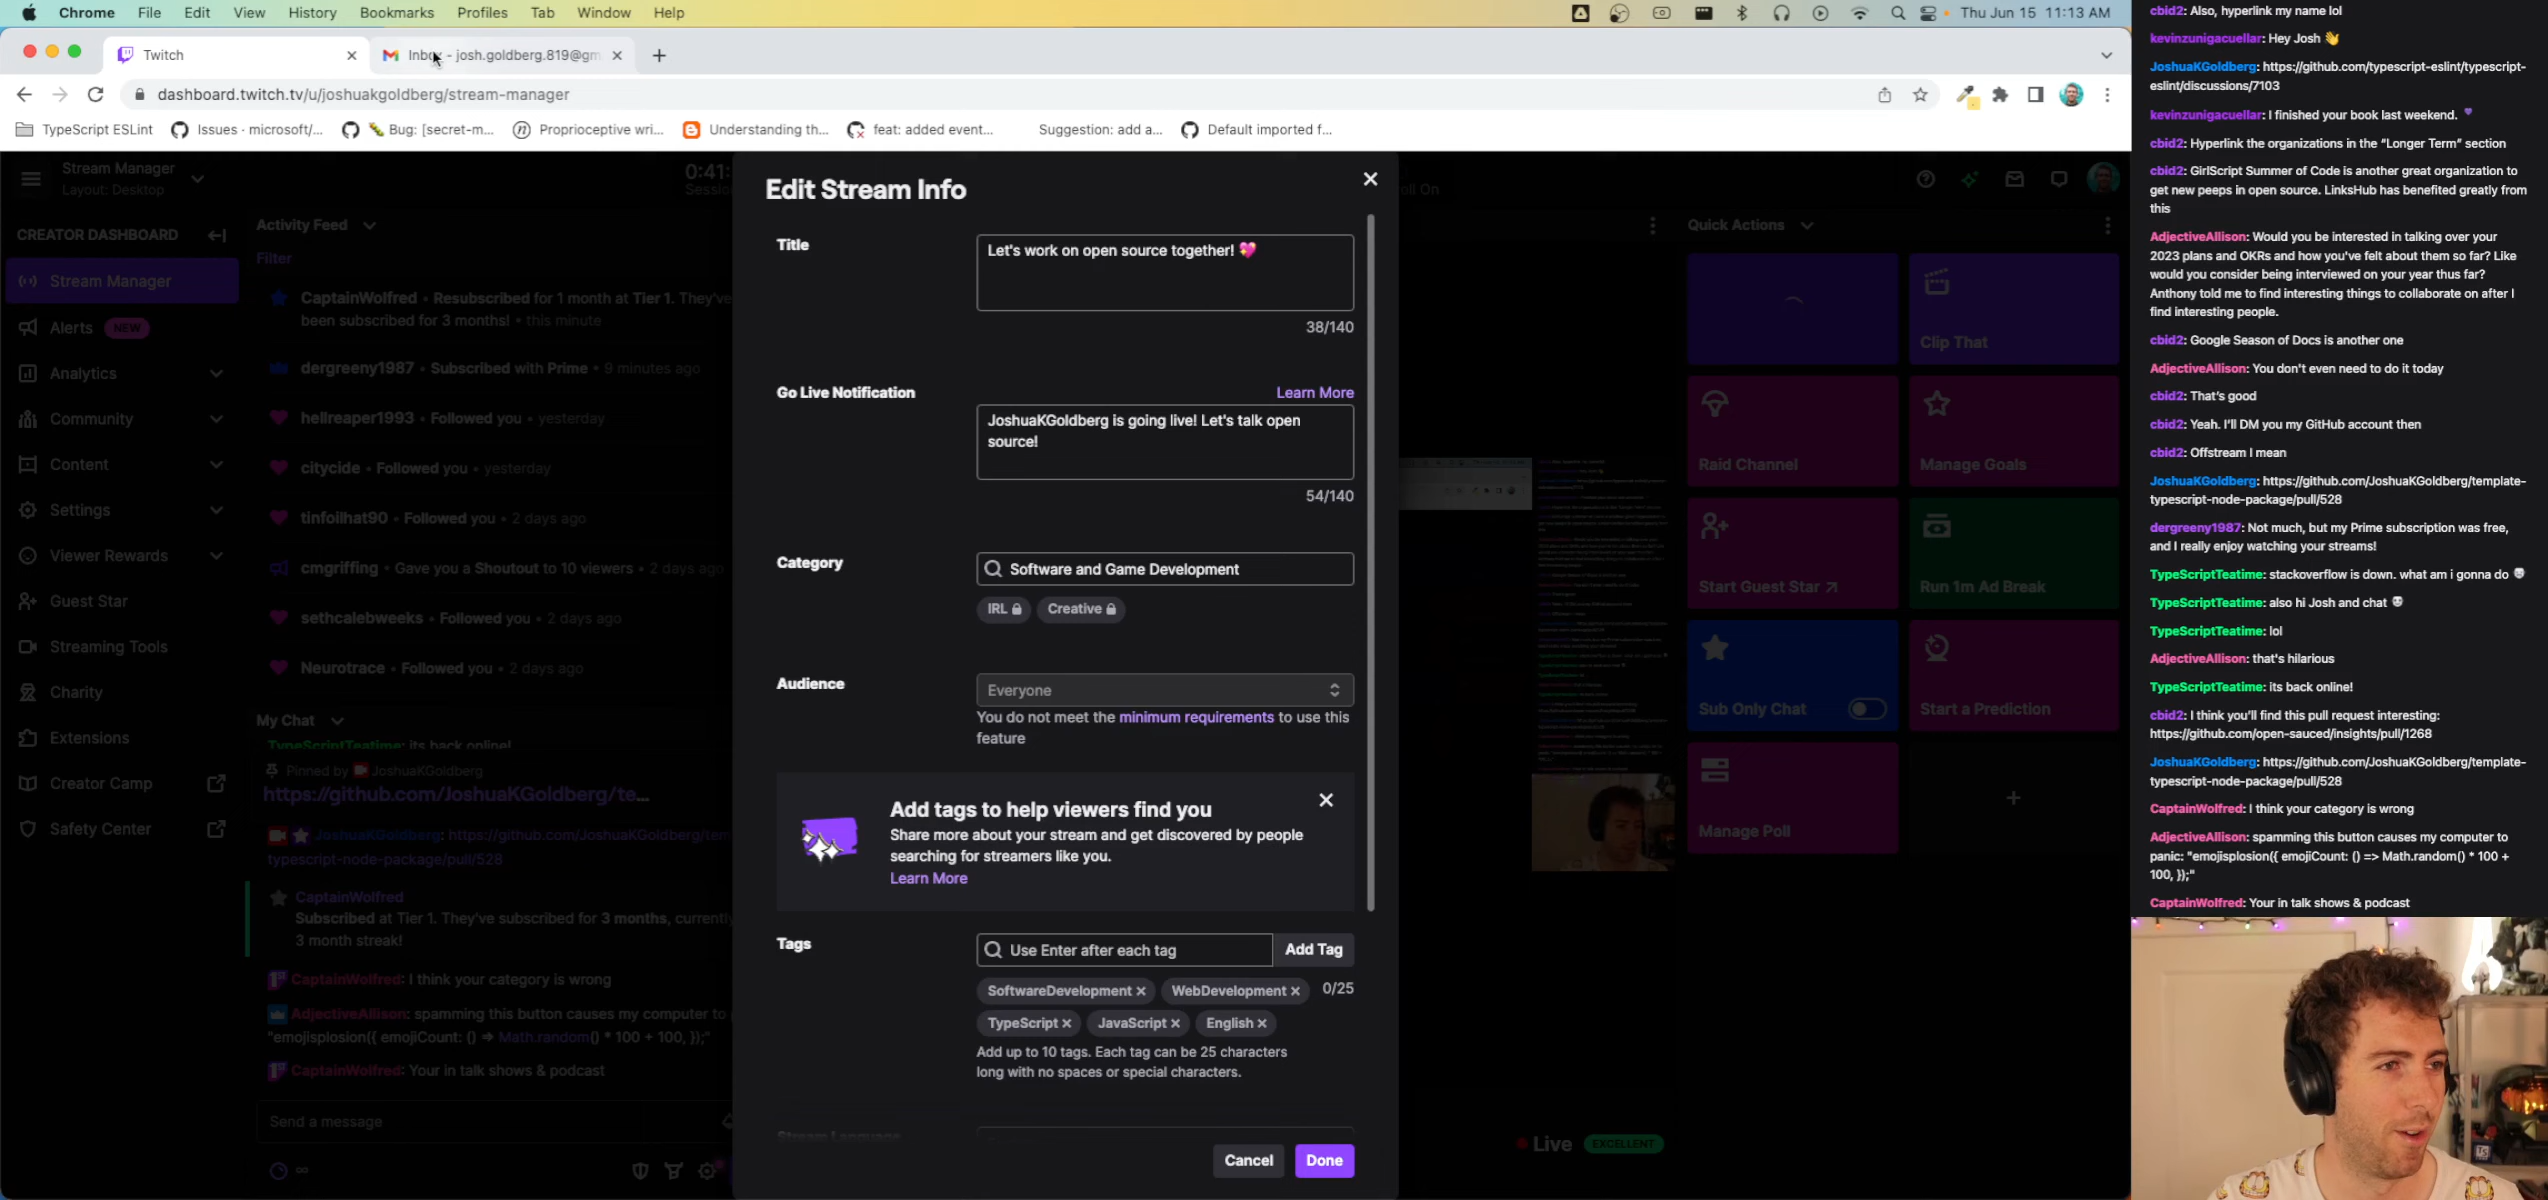 Chrome File Edit View History Bookmarks Profiles Tab Window Help
Thu Jun 15 11:13 AM
Twitch
Inbox - josh.goldberg.819@gm
dashboard.twitch.tv/u/joshuakgoldberg/stream-manager
TypeScript ESLint
Issues · microsoft/...
Bug: [secret-m...
Proprioceptive wri...
Understanding th...
feat: added event...
Suggestion: add a...
Default imported f...
Stream Manager
Layout: Desktop
0:41:
CREATOR DASHBOARD
Stream Manager
Alerts NEW
Analytics
Community
Content
Settings
Viewer Rewards
Guest Star
Streaming Tools
Charity
Extensions
Creator Camp
Safety Center
Activity Feed
Filter
CaptainWolfred • Resubscribed for 1 month at Tier 1. They've
been subscribed for 3 months! • this minute
dergreeny1987 • Subscribed with Prime • 9 minutes ago
hellreaper1993 • Followed you • yesterday
citycide • Followed you • yesterday
tinfoilhat90 • Followed you • 2 days ago
cmgriffing • Gave you a Shoutout to 10 viewers • 2 days ago
sethcalebweeks • Followed you • 2 days ago
Neurotrace • Followed you • 2 days ago
My Chat
TypeScriptTeatime: its back online!
Pinned by JoshuaKGoldberg
https://github.com/JoshuaKGoldberg/te...
JoshuaKGoldberg: https://github.com/JoshuaKGoldberg/tem
typescript-node-package/pull/528
CaptainWolfred
Subscribed at Tier 1. They've subscribed for 3 months, currently
3 month streak!
CaptainWolfred: I think your category is wrong
AdjectiveAllison: spamming this button causes my computer to
"emojisplosion({ emojiCount: () => Math.random() * 100 + 100, });"
CaptainWolfred: Your in talk shows & podcast
Send a message
Edit Stream Info
Title
Let's work on open source together! 💖
38/140
Go Live Notification
Learn More
JoshuaKGoldberg is going live! Let's talk open
source!
54/140
Category
Software and Game Development
IRL
Creative
Audience
Everyone
You do not meet the minimum requirements to use this
feature
Add tags to help viewers find you
Share more about your stream and get discovered by people
searching for streamers like you.
Learn More
Tags
Use Enter after each tag
Add Tag
SoftwareDevelopment
WebDevelopment
0/25
TypeScript
JavaScript
English
Add up to 10 tags. Each tag can be 25 characters
long with no spaces or special characters.
Stream Language
Cancel
Done
Live EXCELLENT
Quick Actions
Clip That
Raid Channel
Manage Goals
Start Guest Star
Run 1m Ad Break
Sub Only Chat
Start a Prediction
Manage Poll
cbid2: Also, hyperlink my name lol
kevinzunigacuellar: Hey Josh 👋
JoshuaKGoldberg: https://github.com/typescript-eslint/typescript-
eslint/discussions/7103
kevinzunigacuellar: I finished your book last weekend. 💜
cbid2: Hyperlink the organizations in the “Longer Term” section
cbid2: GirlScript Summer of Code is another great organization to
get new peeps in open source. LinksHub has benefited greatly from
this
AdjectiveAllison: Would you be interested in talking over your
2023 plans and OKRs and how you've felt about them so far? Like
would you consider being interviewed on your year thus far?
Anthony told me to find interesting things to collaborate on after I
find interesting people.
cbid2: Google Season of Docs is another one
AdjectiveAllison: You don't even need to do it today
cbid2: That's good
cbid2: Yeah. I'll DM you my GitHub account then
cbid2: Offstream I mean
JoshuaKGoldberg: https://github.com/JoshuaKGoldberg/template-
typescript-node-package/pull/528
dergreeny1987: Not much, but my Prime subscription was free,
and I really enjoy watching your streams!
TypeScriptTeatime: stackoverflow is down. what am i gonna do
TypeScriptTeatime: also hi Josh and chat
TypeScriptTeatime: lol
AdjectiveAllison: that's hilarious
TypeScriptTeatime: its back online!
cbid2: I think you'll find this pull request interesting:
https://github.com/open-sauced/insights/pull/1268
JoshuaKGoldberg: https://github.com/JoshuaKGoldberg/template-
typescript-node-package/pull/528
CaptainWolfred: I think your category is wrong
AdjectiveAllison: spamming this button causes my computer to
panic: "emojisplosion({ emojiCount: () => Math.random() * 100 +
100, });"
CaptainWolfred: Your in talk shows & podcast